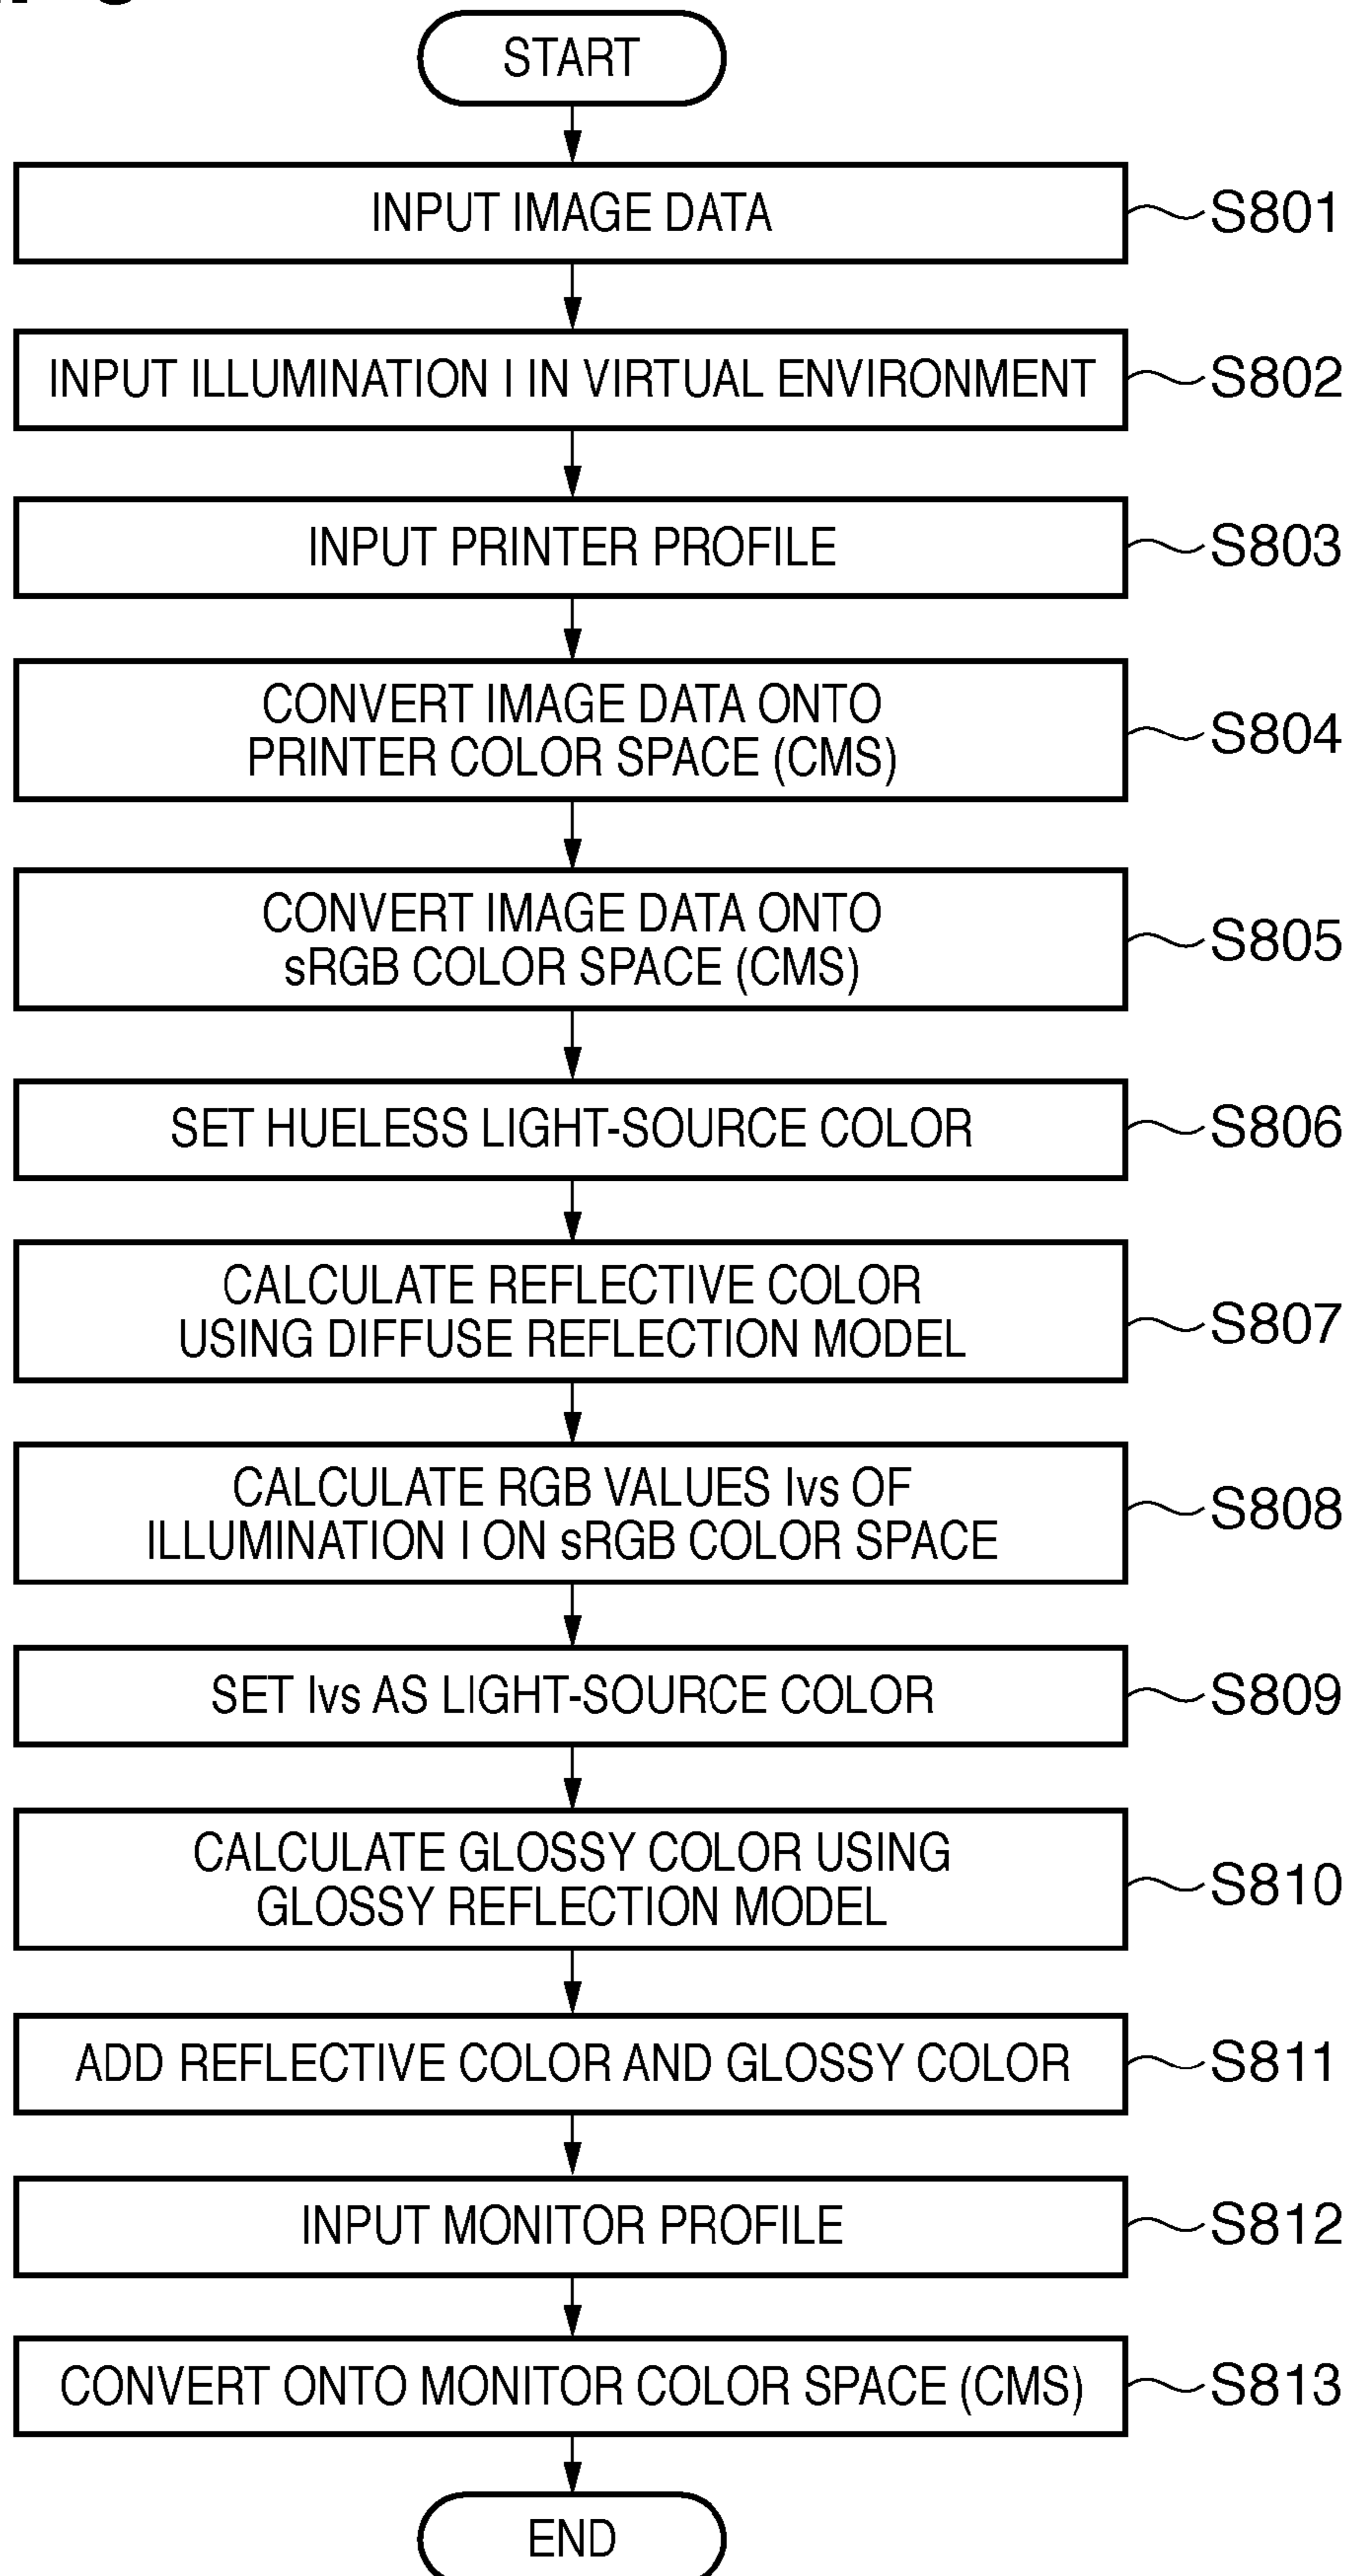 START
INPUT IMAGE DATA
S801
INPUT ILLUMINATION I IN VIRTUAL ENVIRONMENT
S802
INPUT PRINTER PROFILE
S803
CONVERT IMAGE DATA ONTO
PRINTER COLOR SPACE (CMS)
S804
CONVERT IMAGE DATA ONTO
sRGB COLOR SPACE (CMS)
S805
SET HUELESS LIGHT-SOURCE COLOR
S806
CALCULATE REFLECTIVE COLOR
USING DIFFUSE REFLECTION MODEL
S807
CALCULATE RGB VALUES Ivs OF
ILLUMINATION I ON sRGB COLOR SPACE
S808
SET Ivs AS LIGHT-SOURCE COLOR
S809
CALCULATE GLOSSY COLOR USING
GLOSSY REFLECTION MODEL
S810
ADD REFLECTIVE COLOR AND GLOSSY COLOR
S811
INPUT MONITOR PROFILE
S812
CONVERT ONTO MONITOR COLOR SPACE (CMS)
S813
END